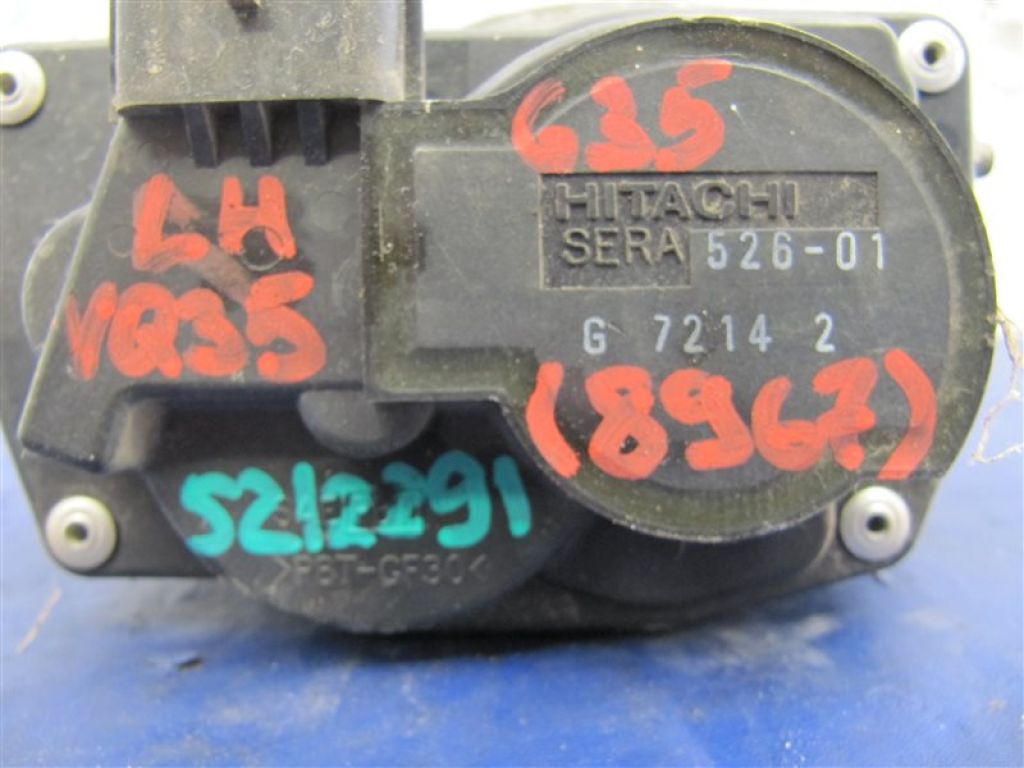 G35
HITACHI
SERA 526-01
G 7214 2
LH
VQ35
(8967)
5212291
>PBT-GF30<